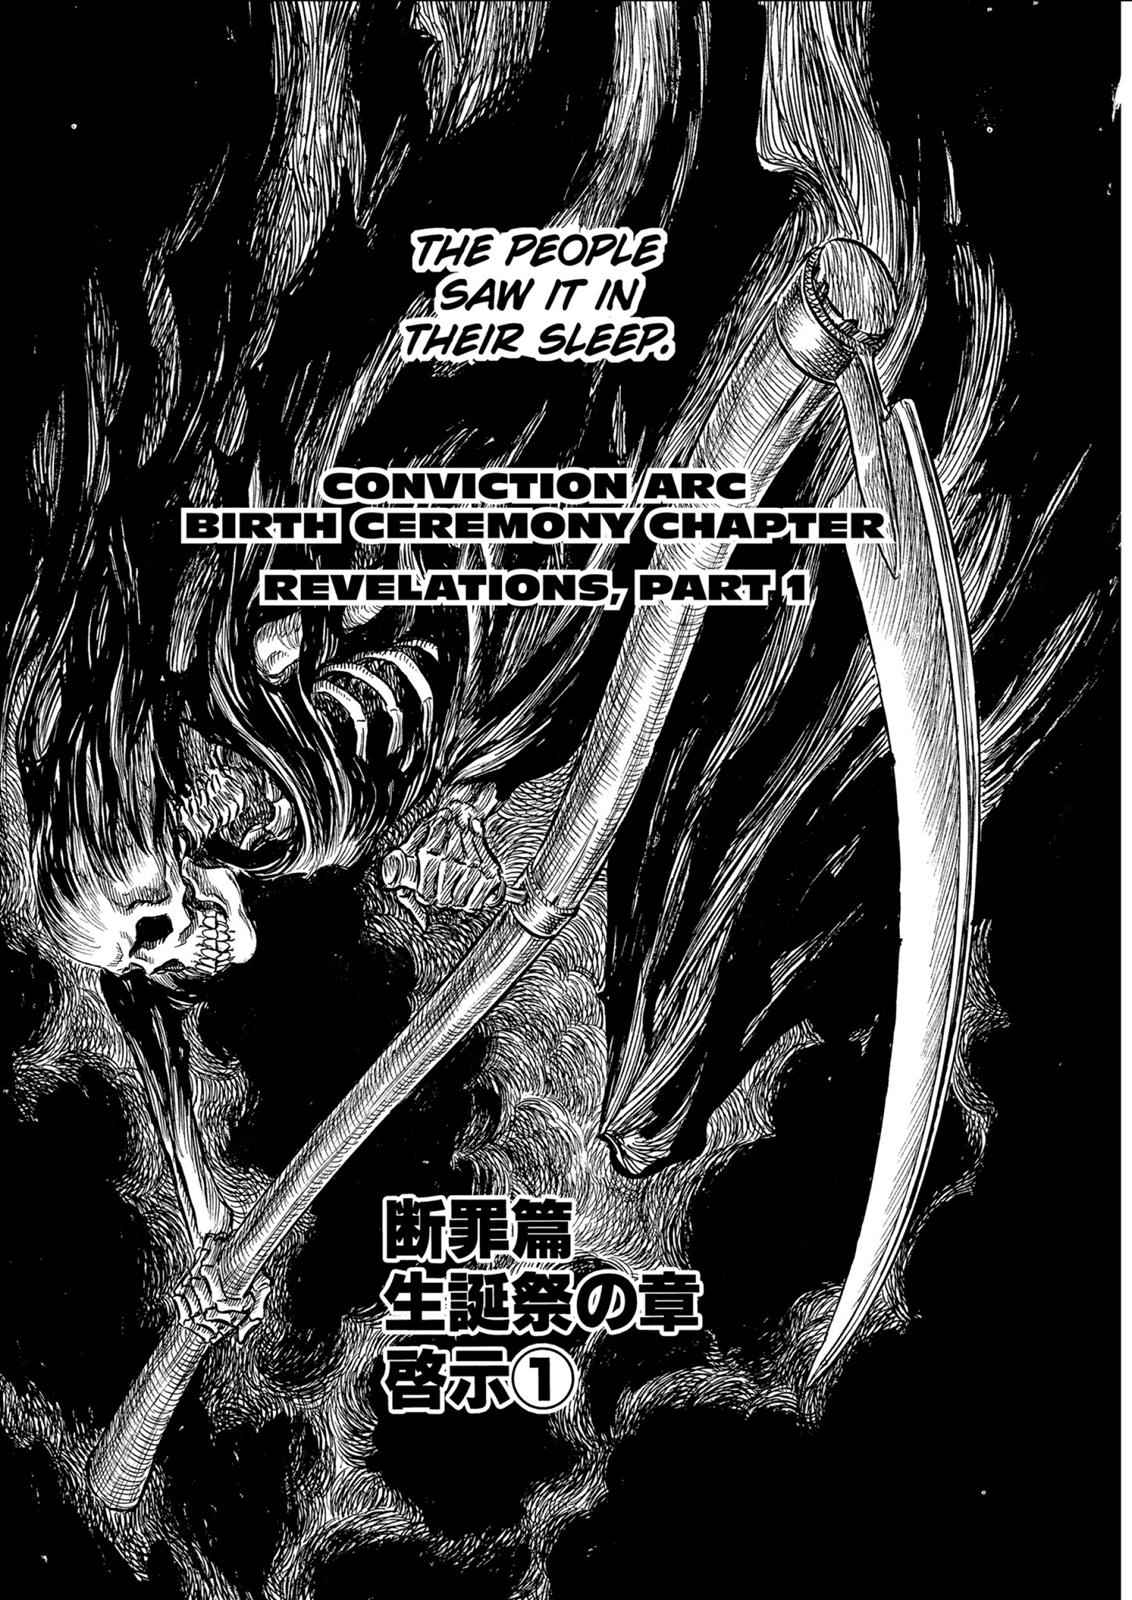 THE PEOPLE
SAW IT IN
THEIR SLEEP.
CONVICTION ARC
BIRTH CEREMONY CHAPTER
REVELATIONS, PART 1
断罪篇
生誕祭の章
啓示①